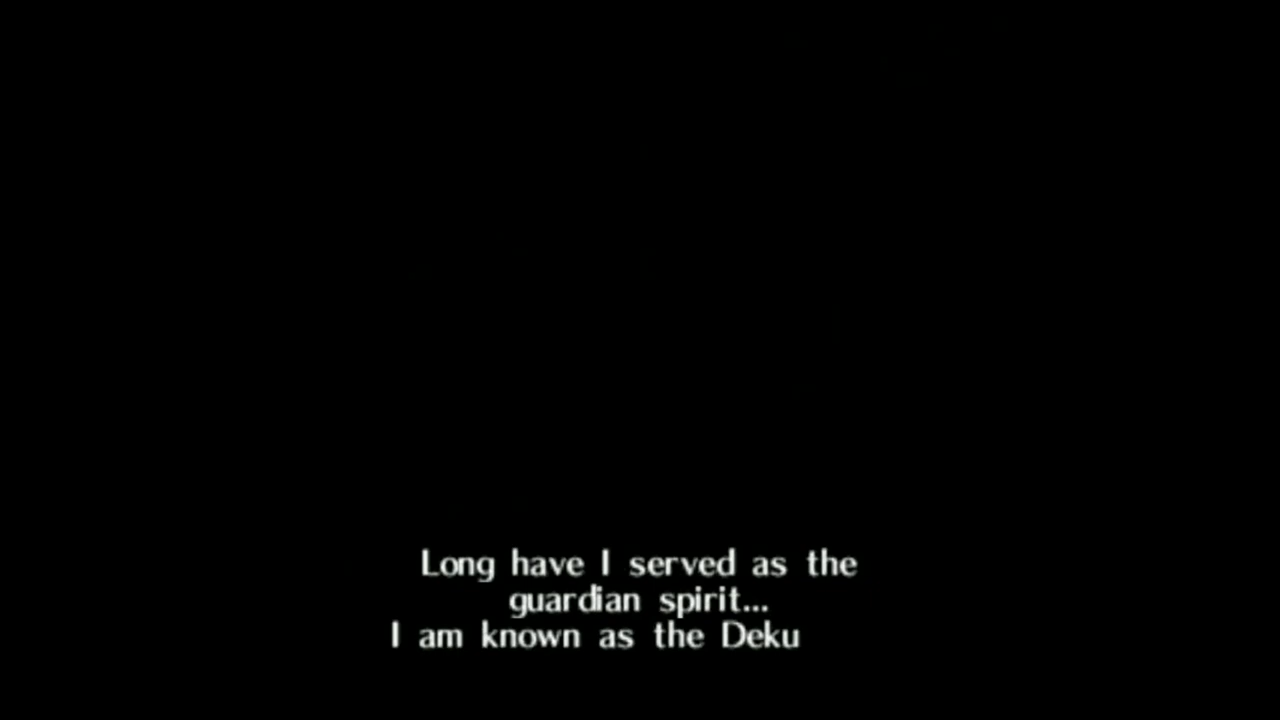 Long have I served as the
guardian spirit...
I am known as the Deku